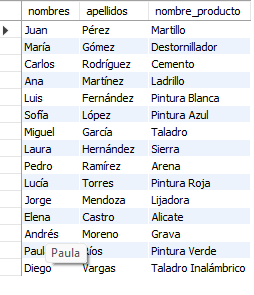 nombres apellidos nombre_producto
Juan Pérez Martillo
María Gómez Destornillador
Carlos Rodríguez Cemento
Ana Martínez Ladrillo
Luis Fernández Pintura Blanca
Sofía López Pintura Azul
Miguel García Taladro
Laura Hernández Sierra
Pedro Ramírez Arena
Lucía Torres Pintura Roja
Jorge Mendoza Lijadora
Elena Castro Alicate
Andrés Moreno Grava
Paula Ríos Pintura Verde
Paula
Diego Vargas Taladro Inalámbrico